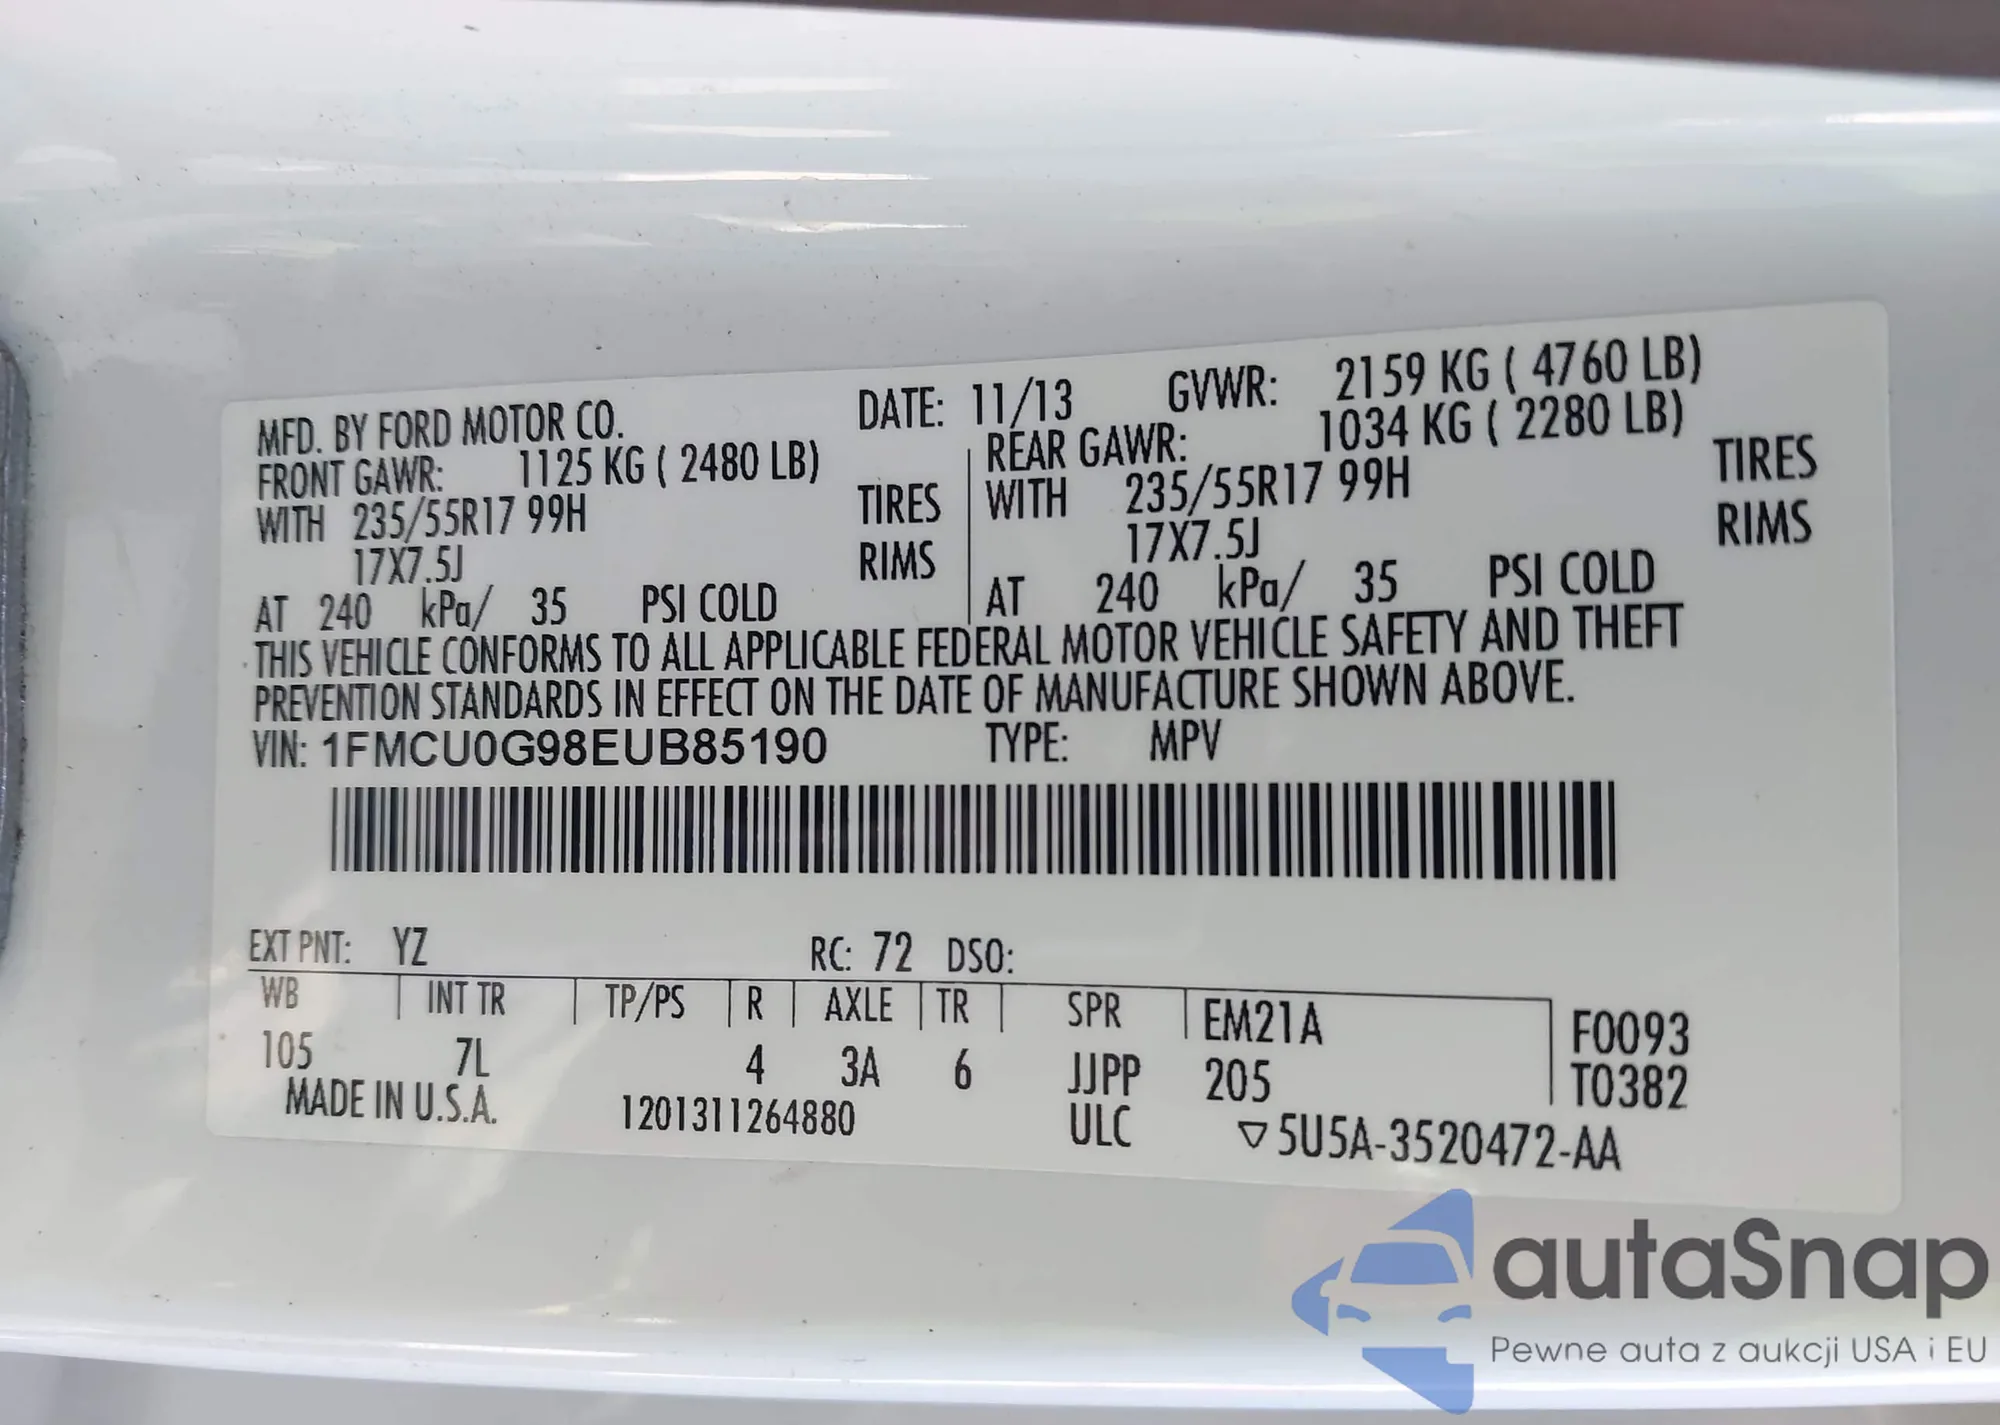 MFD. BY FORD MOTOR CO. DATE: 11/13 GVWR: 2159 KG ( 4760 LB)
FRONT GAWR: 1125 KG ( 2480 LB) REAR GAWR: 1034 KG ( 2280 LB)
WITH 235/55R17 99H TIRES WITH 235/55R17 99H TIRES
17X7.5J RIMS 17X7.5J RIMS
AT 240 kPa/ 35 PSI COLD AT 240 kPa/ 35 PSI COLD
THIS VEHICLE CONFORMS TO ALL APPLICABLE FEDERAL MOTOR VEHICLE SAFETY AND THEFT
PREVENTION STANDARDS IN EFFECT ON THE DATE OF MANUFACTURE SHOWN ABOVE.
VIN: 1FMCU0G98EUB85190 TYPE: MPV
EXT PNT: YZ RC: 72 DSO:
WB INT TR TP/PS R AXLE TR SPR EM21A F0093
105 7L 4 3A 6 JJPP 205 T0382
MADE IN U.S.A. 1201311264880 ULC ▽5U5A-3520472-AA
autaSnap
Pewne auta z aukcji USA i EU